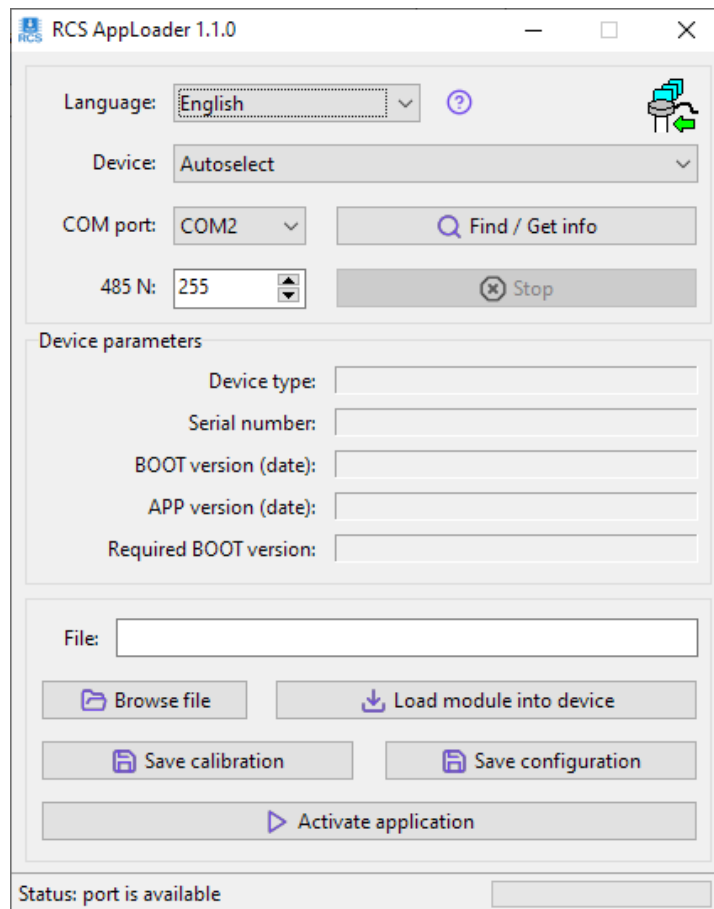 RCS RCS AppLoader 1.1.0
Language: English
Device: Autoselect
COM port: COM2 Find / Get info
485 N: 255 Stop
Device parameters
Device type:
Serial number:
BOOT version (date):
APP version (date):
Required BOOT version:
File:
Browse file Load module into device
Save calibration Save configuration
Activate application
Status: port is available